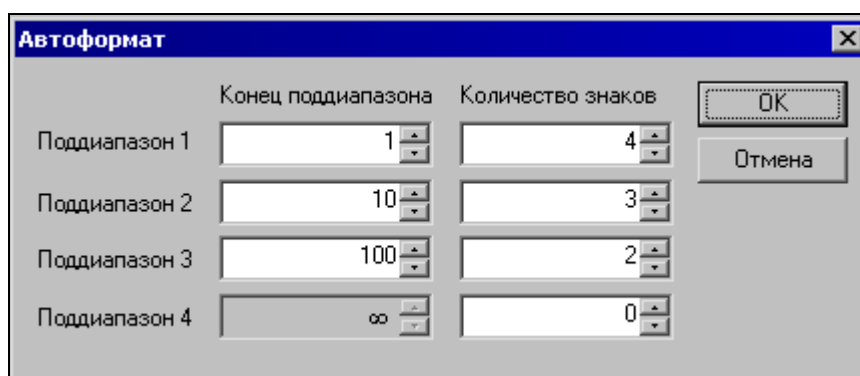 Автоформат
Конец поддиапазона Количество знаков OK
Поддиапазон 1 1 4
Отмена
Поддиапазон 2 10 3
Поддиапазон 3 100 2
Поддиапазон 4 ∞ 0